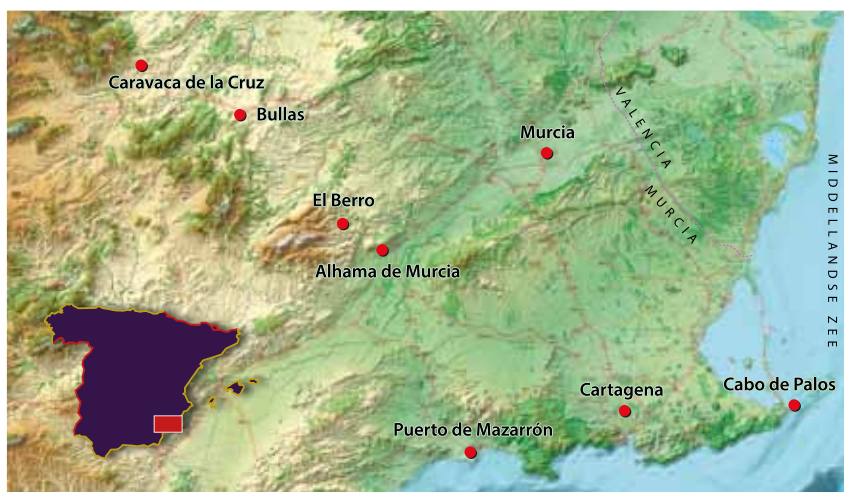 Caravaca de la Cruz
Bullas
Murcia
VALENCIA
MURCIA
MIDDELLANDSE ZEE
El Berro
Alhama de Murcia
Cartagena
Cabo de Palos
Puerto de Mazarrón